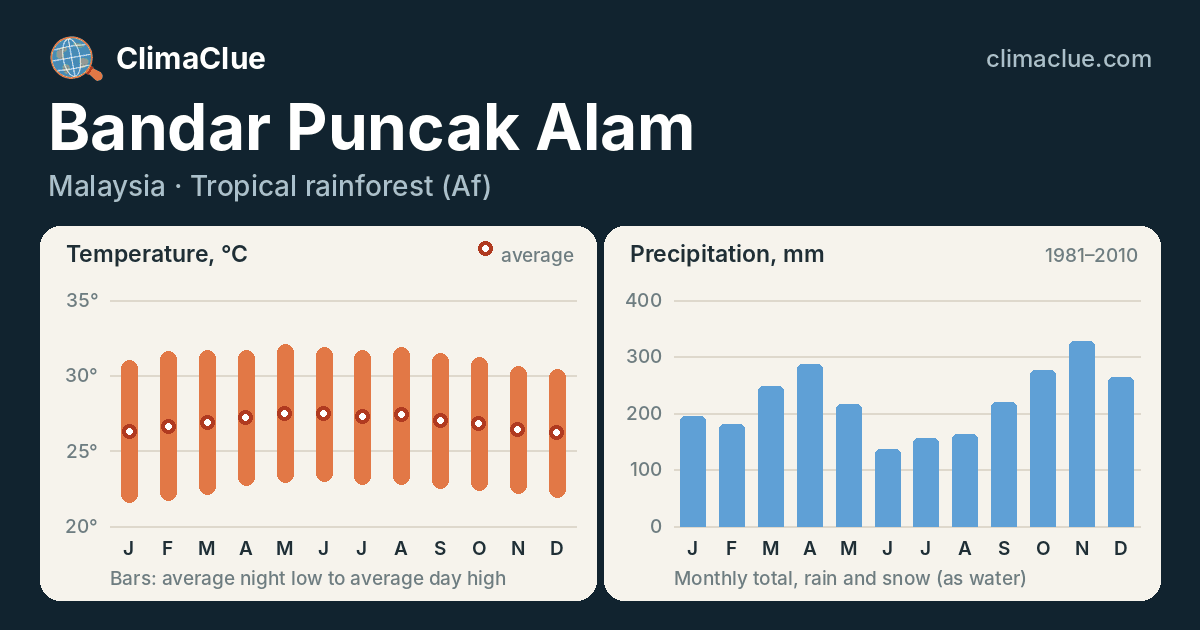 ClimaClue
climaclue.com
Bandar Puncak Alam
Malaysia · Tropical rainforest (Af)
Temperature, °C
average
35°
30°
25°
20°
J F M A M J J A S O N D
Bars: average night low to average day high
Precipitation, mm
1981–2010
400
300
200
100
0
J F M A M J J A S O N D
Monthly total, rain and snow (as water)